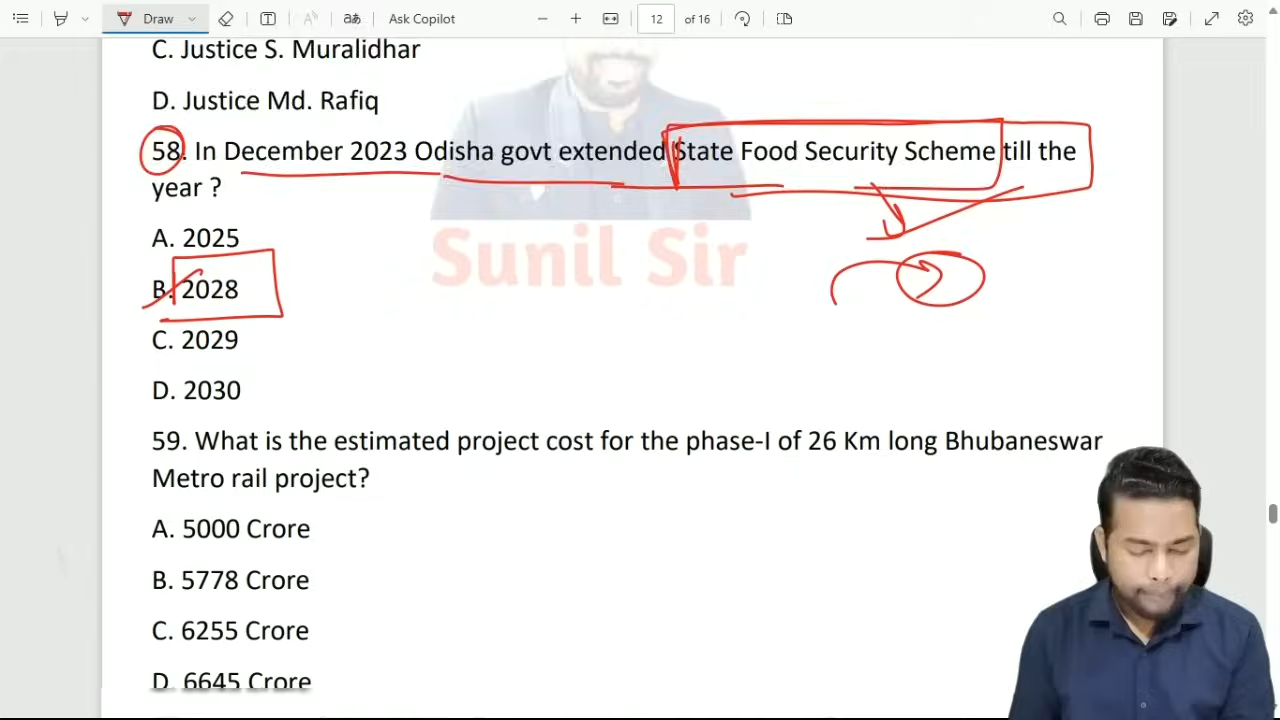 Draw
Ask Copilot
12 of 16
C. Justice S. Muralidhar
D. Justice Md. Rafiq
58. In December 2023 Odisha govt extended State Food Security Scheme till the
year ?
A. 2025
Sunil Sir
B. 2028
C. 2029
D. 2030
59. What is the estimated project cost for the phase-I of 26 Km long Bhubaneswar
Metro rail project?
A. 5000 Crore
B. 5778 Crore
C. 6255 Crore
D. 6645 Crore